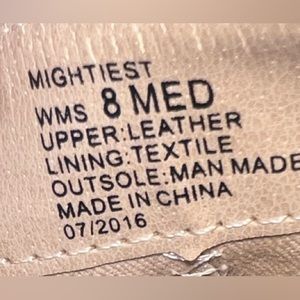 MIGHTIEST
WMS 8 MED
UPPER:LEATHER
LINING:TEXTILE
OUTSOLE:MAN MADE
MADE IN CHINA
07/2016